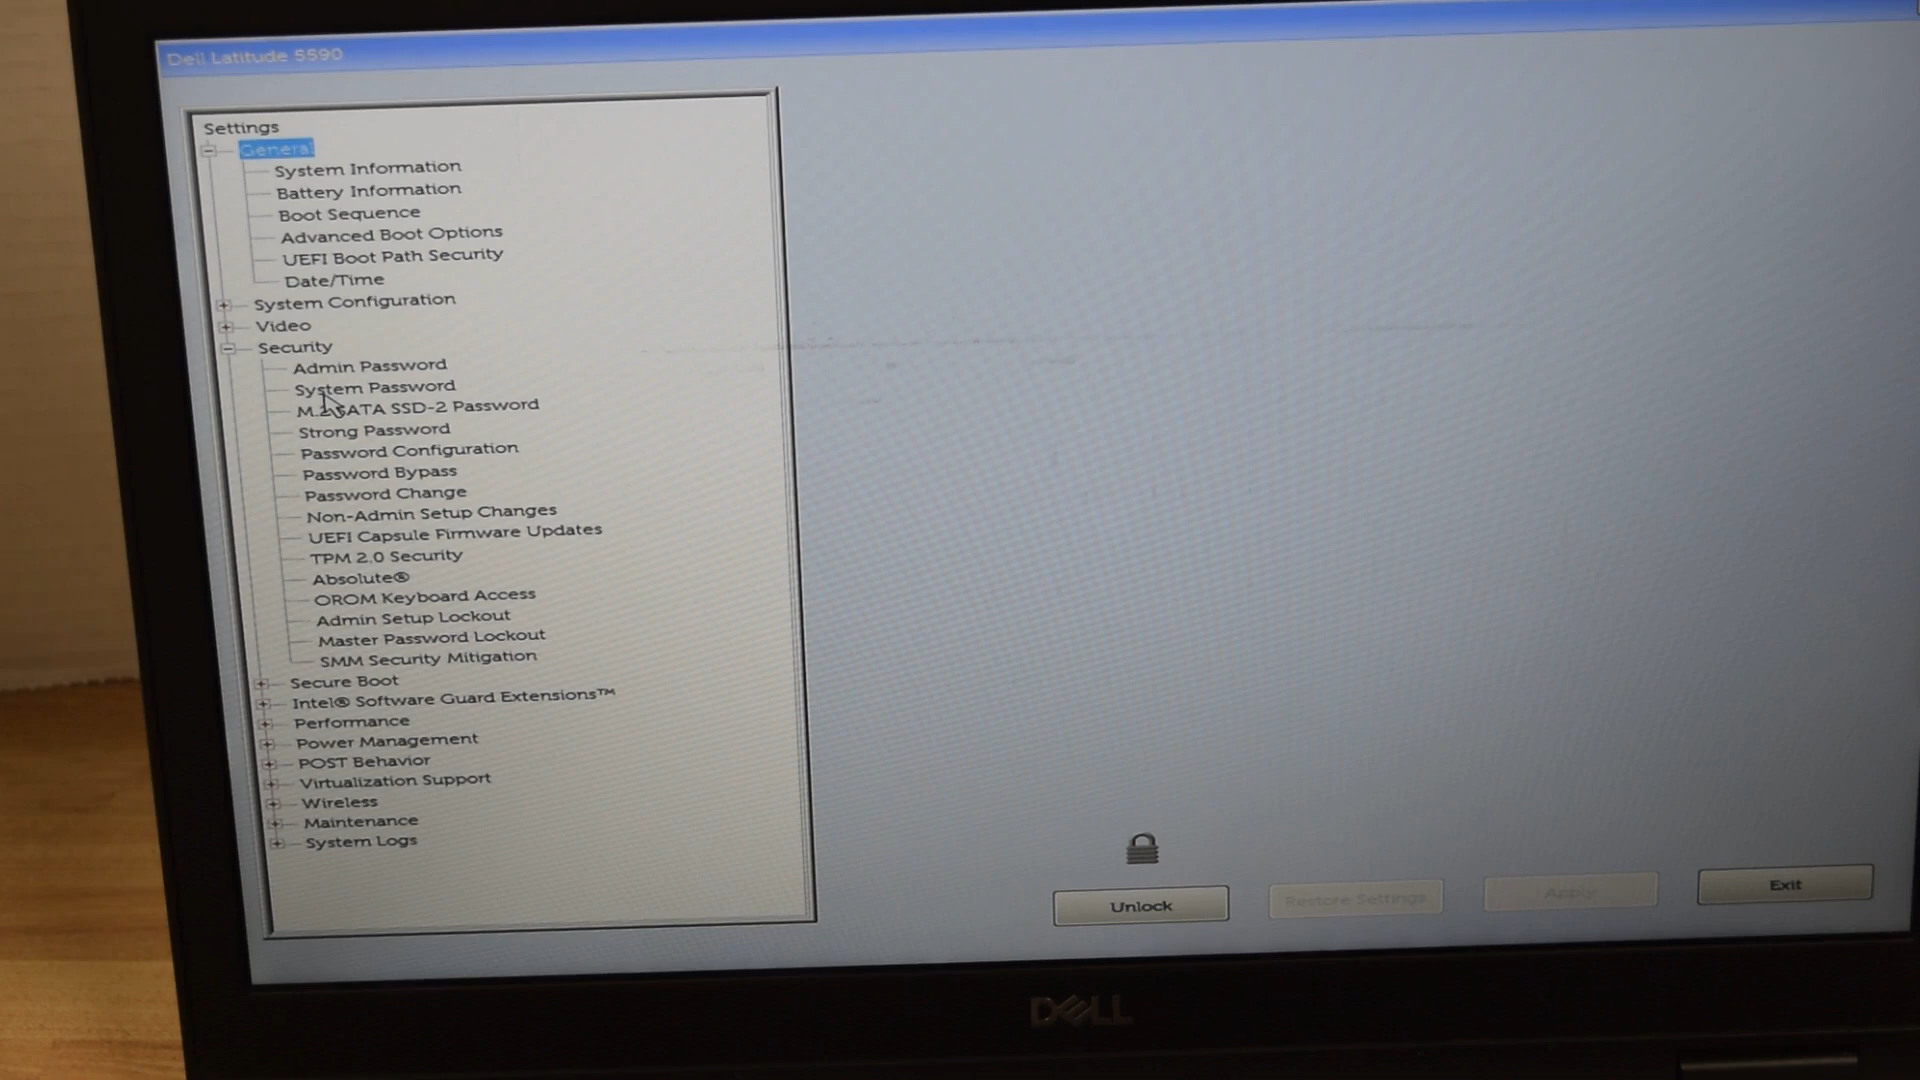 Dell Latitude 5590
Settings
General
System Information
Battery Information
Boot Sequence
Advanced Boot Options
UEFI Boot Path Security
Date/Time
System Configuration
Video
Security
Admin Password
System Password
M.2 SATA SSD-2 Password
Strong Password
Password Configuration
Password Bypass
Password Change
Non-Admin Setup Changes
UEFI Capsule Firmware Updates
TPM 2.0 Security
Absolute®
OROM Keyboard Access
Admin Setup Lockout
Master Password Lockout
SMM Security Mitigation
Secure Boot
Intel® Software Guard Extensions™
Performance
Power Management
POST Behavior
Virtualization Support
Wireless
Maintenance
System Logs
Unlock
Restore Settings
Apply
Exit
DELL